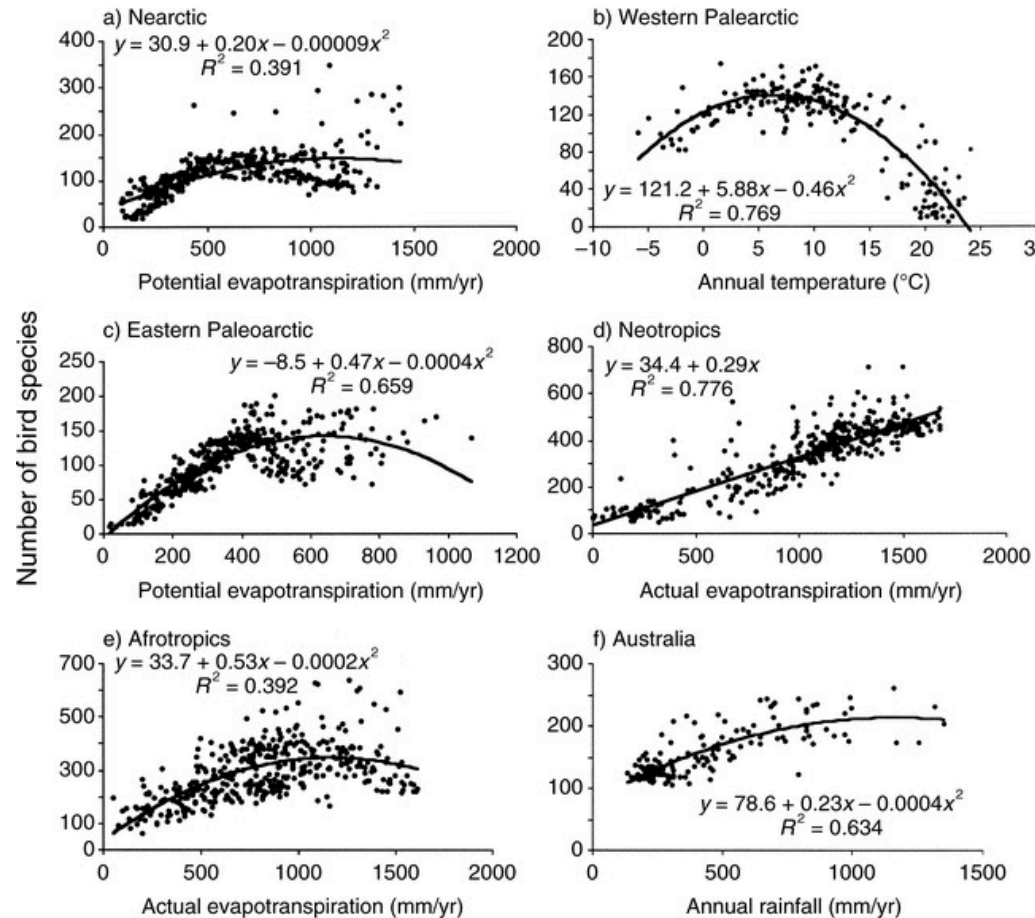 Number of bird species
a) Nearctic
y = 30.9 + 0.20x − 0.00009x²
R² = 0.391
400
300
200
100
0
0 500 1000 1500 2000
Potential evapotranspiration (mm/yr)
b) Western Palearctic
200
160
120
80
40
0
y = 121.2 + 5.88x − 0.46x²
R² = 0.769
−10 −5 0 5 10 15 20 25 3
Annual temperature (°C)
c) Eastern Paleoarctic
y = −8.5 + 0.47x − 0.0004x²
R² = 0.659
250
200
150
100
50
0
0 200 400 600 800 1000 1200
Potential evapotranspiration (mm/yr)
d) Neotropics
y = 34.4 + 0.29x
R² = 0.776
800
600
400
200
0
0 500 1000 1500 2000
Actual evapotranspiration (mm/yr)
e) Afrotropics
y = 33.7 + 0.53x − 0.0002x²
R² = 0.392
700
500
300
100
0
0 500 1000 1500 2000
Actual evapotranspiration (mm/yr)
f) Australia
300
200
100
0
y = 78.6 + 0.23x − 0.0004x²
R² = 0.634
0 500 1000 1500
Annual rainfall (mm/yr)